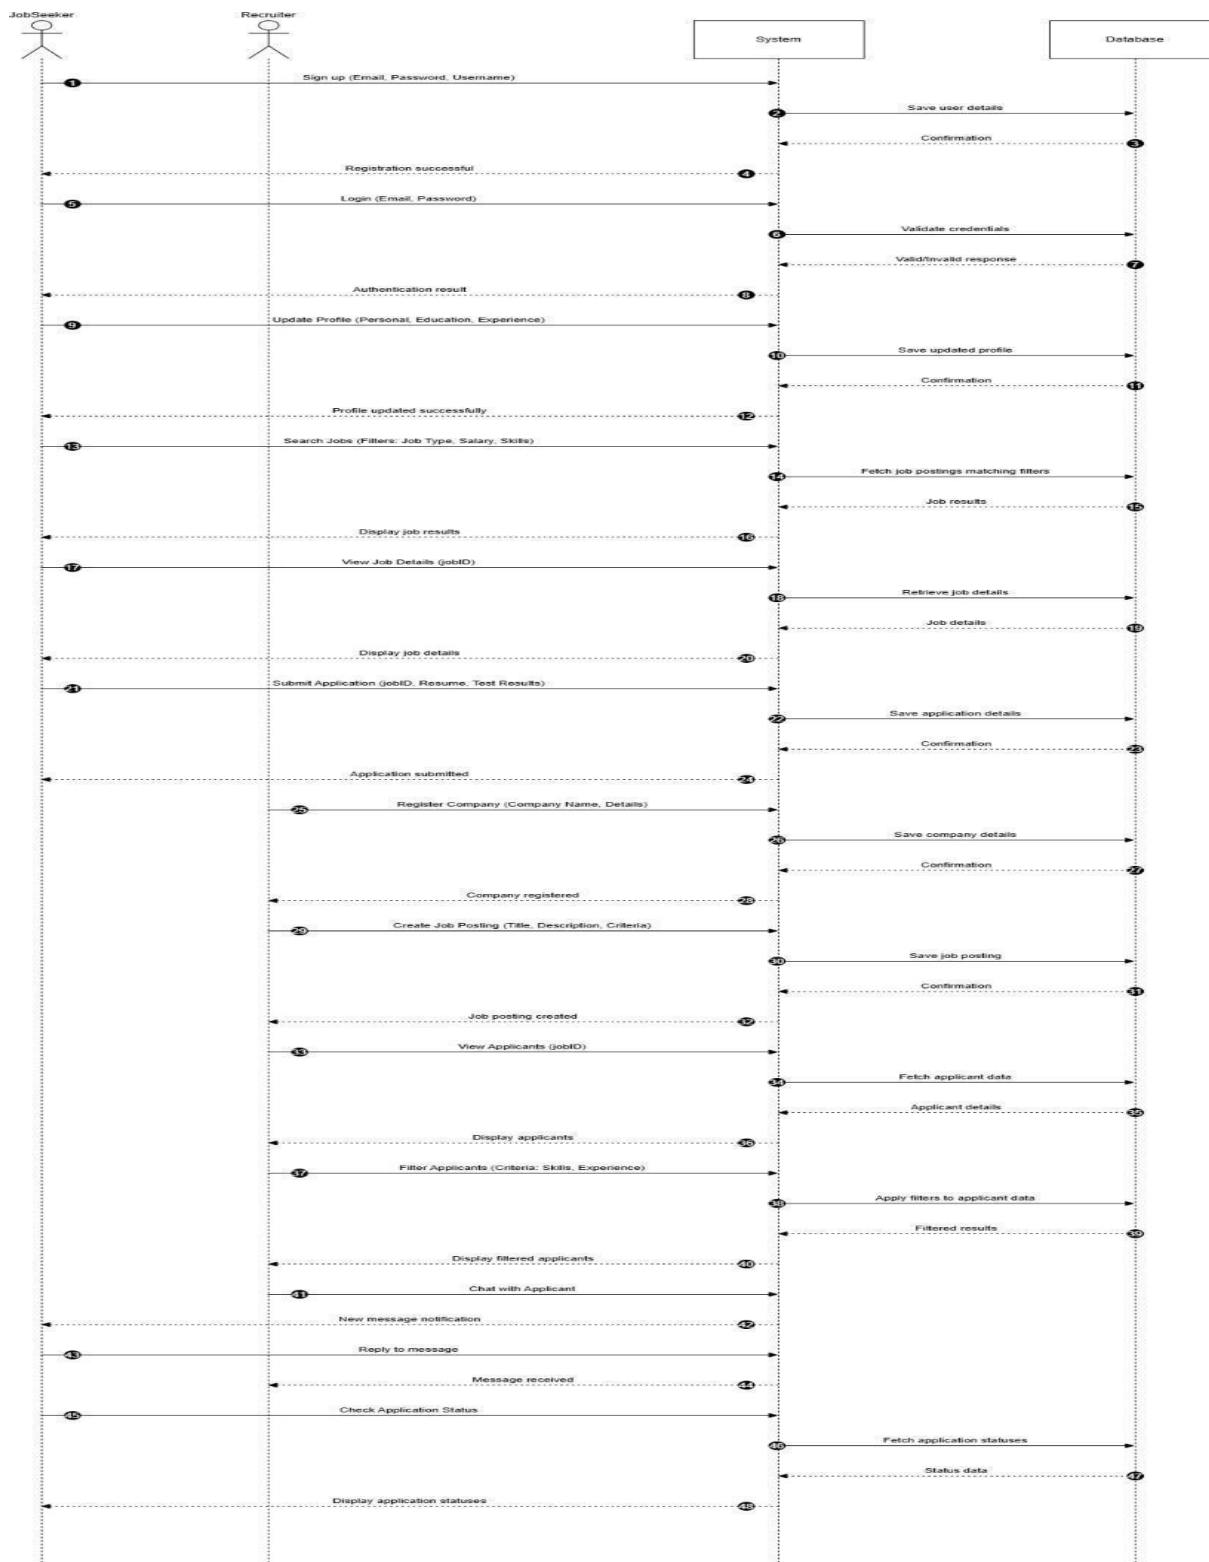 JobSeeker
Recruiter
System
Database
1 Sign up (Email, Password, Username)
2 Save user details
Confirmation 3
Registration successful 4
5 Login (Email, Password)
6 Validate credentials
Valid/Invalid response 7
Authentication result 8
9 Update Profile (Personal, Education, Experience)
10 Save updated profile
Confirmation 11
Profile updated successfully 12
13 Search Jobs (Filters: Job Type, Salary, Skills)
14 Fetch job postings matching filters
Job results 15
Display job results 16
17 View Job Details (jobID)
18 Retrieve job details
Job details 19
Display job details 20
21 Submit Application (jobID, Resume, Test Results)
22 Save application details
Confirmation 23
Application submitted 24
25 Register Company (Company Name, Details)
26 Save company details
Confirmation 27
Company registered 28
29 Create Job Posting (Title, Description, Criteria)
30 Save job posting
Confirmation 31
Job posting created 32
33 View Applicants (jobID)
34 Fetch applicant data
Applicant details 35
Display applicants 36
37 Filter Applicants (Criteria: Skills, Experience)
38 Apply filters to applicant data
Filtered results 39
Display filtered applicants 40
41 Chat with Applicant
New message notification 42
43 Reply to message
Message received 44
45 Check Application Status
46 Fetch application statuses
Status data 47
Display application statuses 48